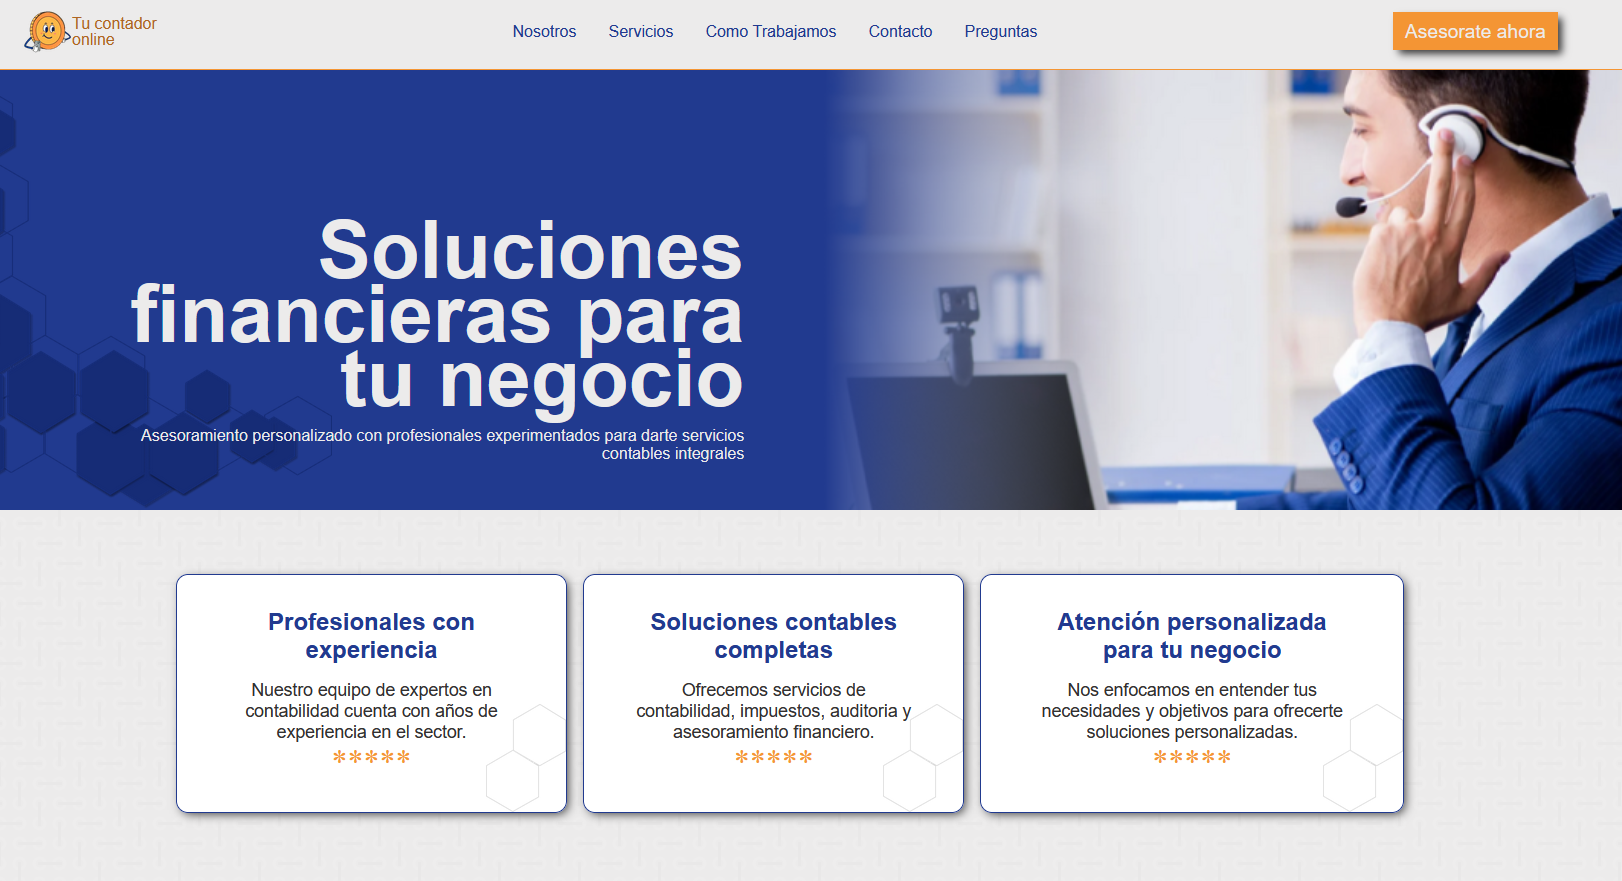 Tu contador
online
Nosotros
Servicios
Como Trabajamos
Contacto
Preguntas
Asesorate ahora
Soluciones
financieras para
tu negocio
Asesoramiento personalizado con profesionales experimentados para darte servicios
contables integrales
Profesionales con
experiencia
Nuestro equipo de expertos en
contabilidad cuenta con años de
experiencia en el sector.
*****
Soluciones contables
completas
Ofrecemos servicios de
contabilidad, impuestos, auditoria y
asesoramiento financiero.
*****
Atención personalizada
para tu negocio
Nos enfocamos en entender tus
necesidades y objetivos para ofrecerte
soluciones personalizadas.
*****